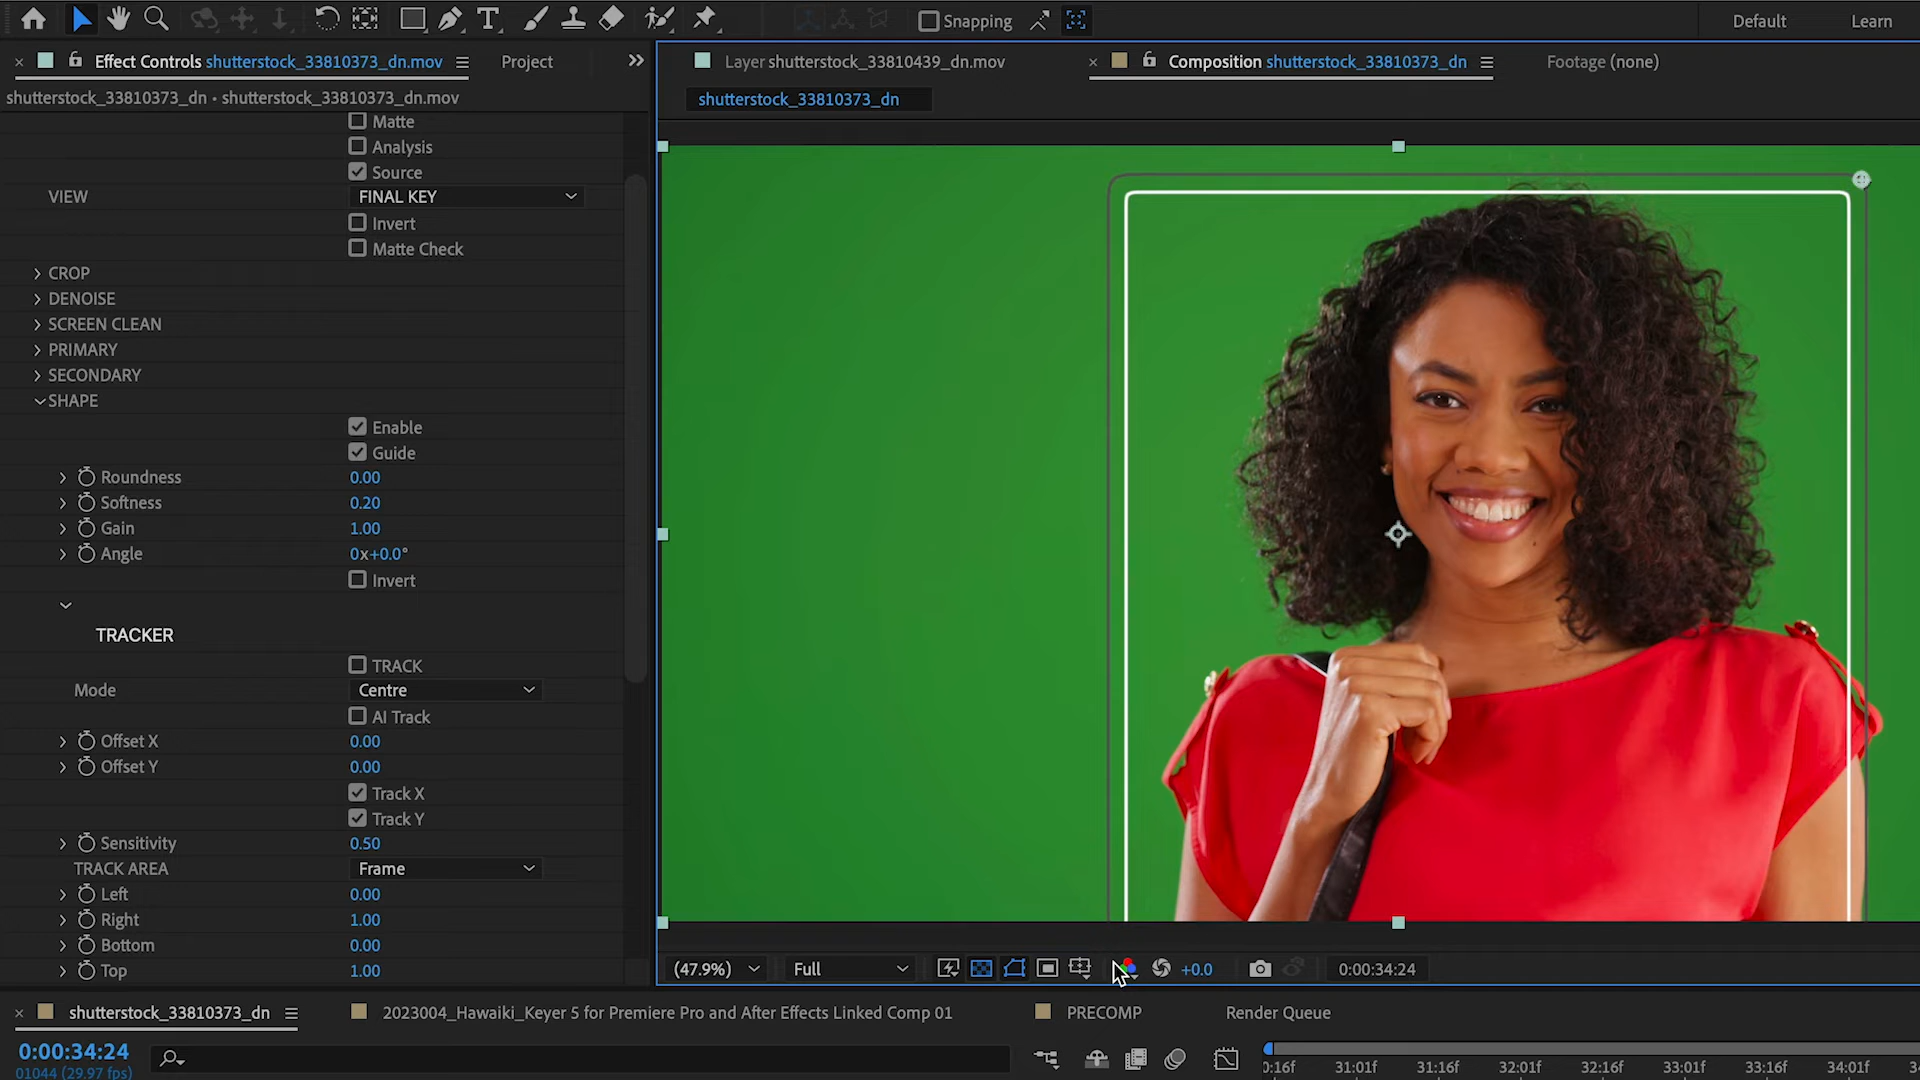 Snapping
Default
Learn
× Effect Controls shutterstock_33810373_dn.mov
Project
Layer shutterstock_33810439_dn.mov
× Composition shutterstock_33810373_dn
Footage (none)
shutterstock_33810373_dn • shutterstock_33810373_dn.mov
shutterstock_33810373_dn
Matte
Analysis
Source
VIEW
FINAL KEY
Invert
Matte Check
CROP
DENOISE
SCREEN CLEAN
PRIMARY
SECONDARY
SHAPE
Enable
Guide
Roundness 0.00
Softness 0.20
Gain 1.00
Angle 0x+0.0°
Invert
TRACKER
TRACK
Mode Centre
AI Track
Offset X 0.00
Offset Y 0.00
Track X
Track Y
Sensitivity 0.50
TRACK AREA Frame
Left 0.00
Right 1.00
Bottom 0.00
Top 1.00
(47.9%)
Full
+0.0
0:00:34:24
× shutterstock_33810373_dn
2023004_Hawaiki_Keyer 5 for Premiere Pro and After Effects Linked Comp 01
PRECOMP
Render Queue
0:00:34:24
01044 (29.97 fps)
0:16f 31:01f 31:16f 32:01f 32:16f 33:01f 33:16f 34:01f